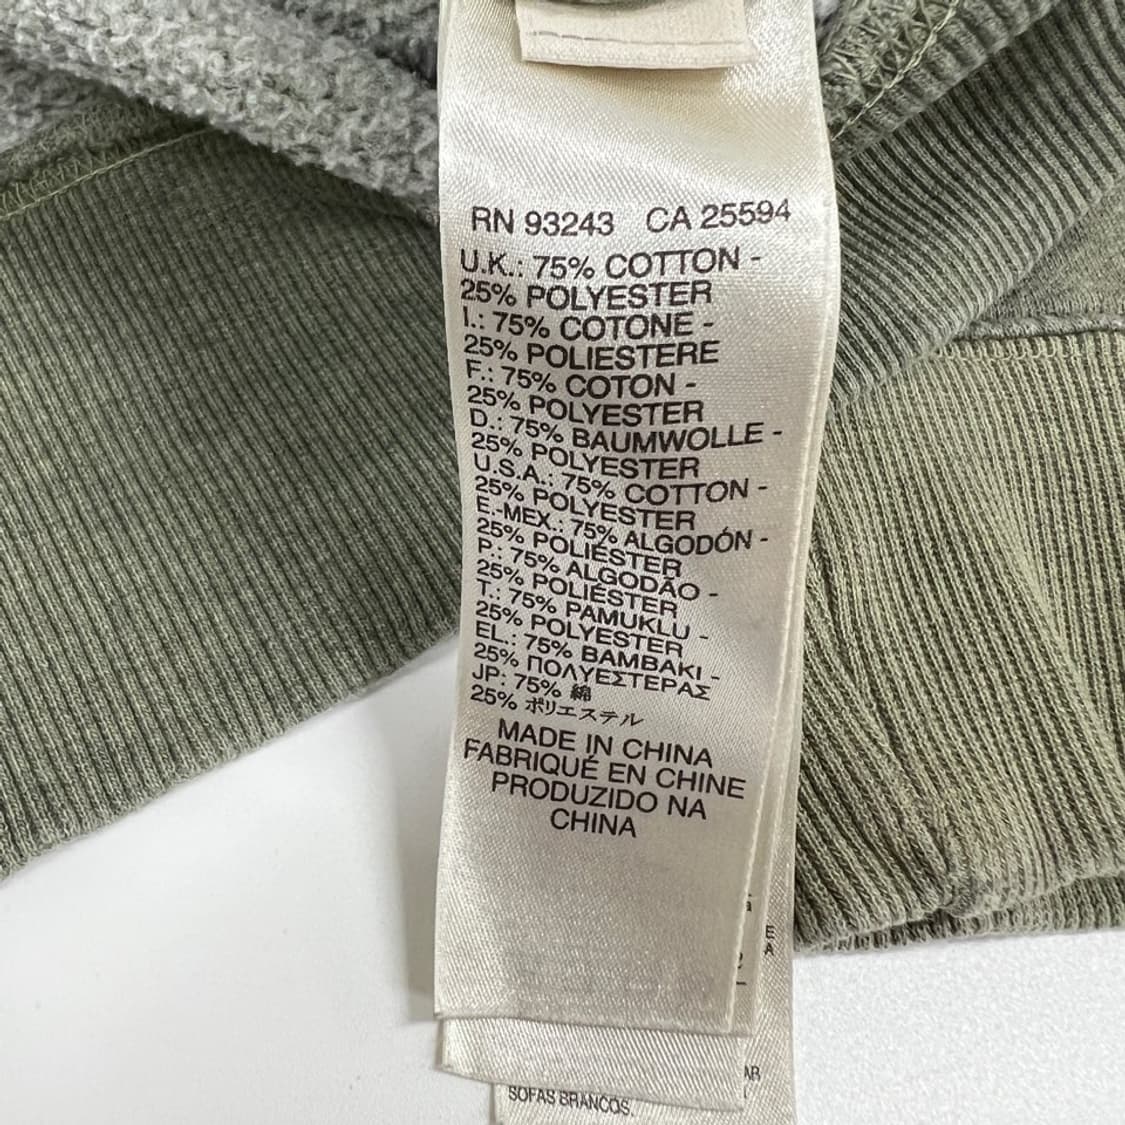 RN 93243 CA 25594
U.K.: 75% COTTON -
25% POLYESTER
I.: 75% COTONE -
25% POLIESTERE
F.: 75% COTON -
25% POLYESTER
D.: 75% BAUMWOLLE -
25% POLYESTER
U.S.A.: 75% COTTON -
25% POLYESTER
E.-MEX.: 75% ALGODÓN -
25% POLIÉSTER
P.: 75% ALGODÃO -
25% POLIÉSTER
T.: 75% PAMUKLU -
25% POLYESTER
EL.: 75% BAMBAKI -
25% ΠΟΛΥΕΣΤΕΡΑΣ
JP: 75% 綿
25% ポリエステル
MADE IN CHINA
FABRIQUÉ EN CHINE
PRODUZIDO NA
CHINA
SOFAS BRANCOS.